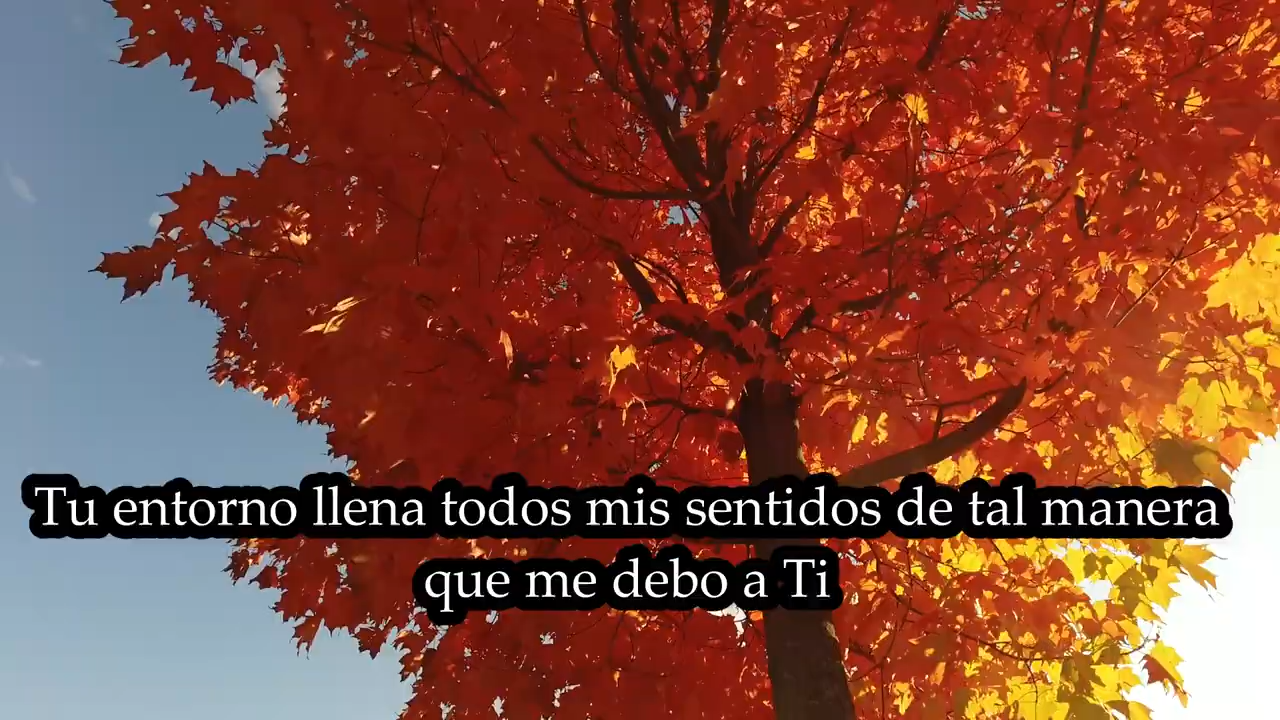 Tu entorno llena todos mis sentidos de tal manera
que me debo a Ti